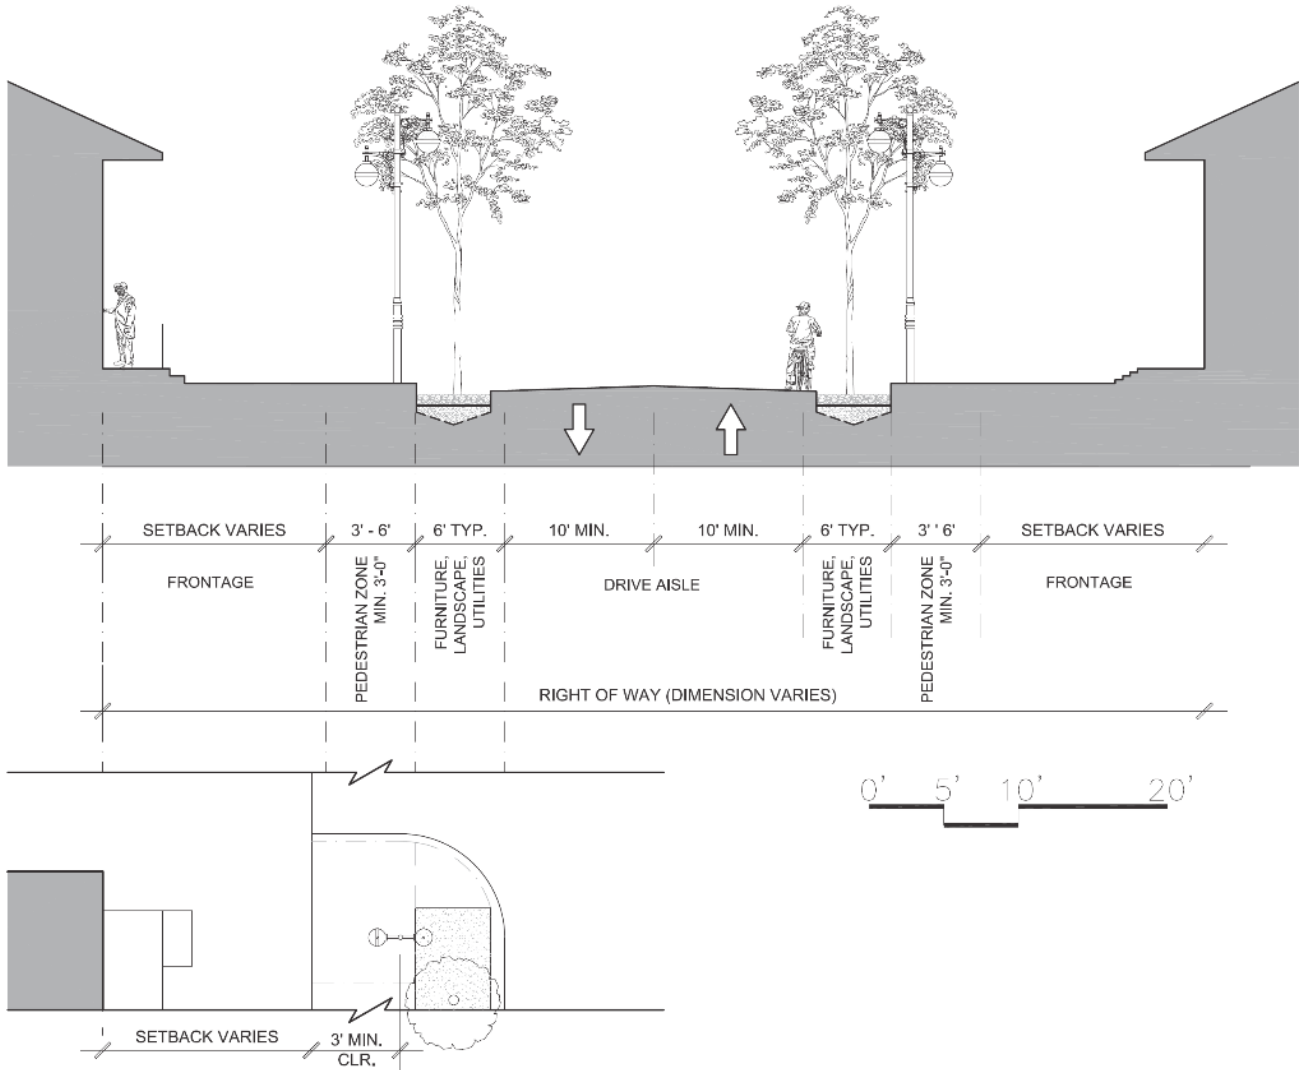 SETBACK VARIES
3' - 6'
6' TYP.
10' MIN.
10' MIN.
6' TYP.
3' ' 6'
SETBACK VARIES
FRONTAGE
PEDESTRIAN ZONE
MIN. 3'-0"
FURNITURE,
LANDSCAPE,
UTILITIES
DRIVE AISLE
FURNITURE,
LANDSCAPE,
UTILITIES
PEDESTRIAN ZONE
MIN. 3'-0"
FRONTAGE
RIGHT OF WAY (DIMENSION VARIES)
0' 5' 10' 20'
SETBACK VARIES
3' MIN.
CLR.